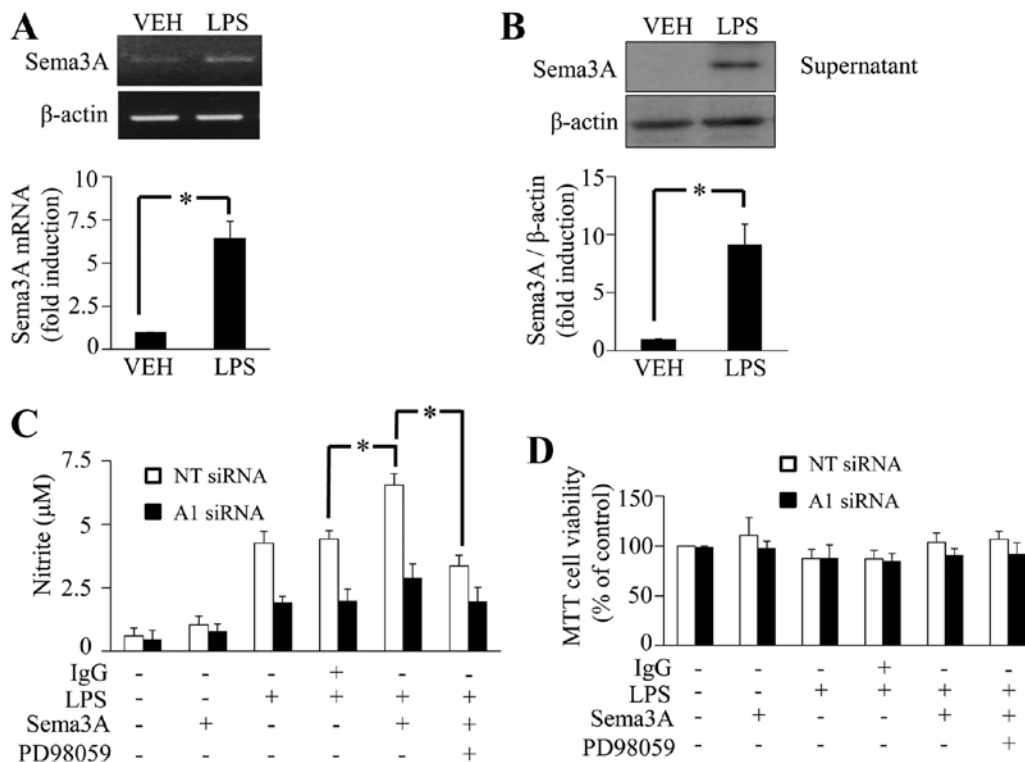 A
VEH LPS
Sema3A
β-actin
Sema3A mRNA
(fold induction)
10
7.5
5
2.5
0
VEH LPS
B
VEH LPS
Sema3A
Supernatant
β-actin
Sema3A / β-actin
(fold induction)
15
10
5
0
VEH LPS
*
*
C
Nitrite (μM)
7.5
5
2.5
0
NT siRNA
A1 siRNA
* *
IgG - - - + - -
LPS - - + + + +
Sema3A - + - - + +
PD98059 - - - - - +
D
MTT cell viability
(% of control)
150
100
50
0
NT siRNA
A1 siRNA
IgG - - - + - -
LPS - - + + + +
Sema3A - + - - + +
PD98059 - - - - - +